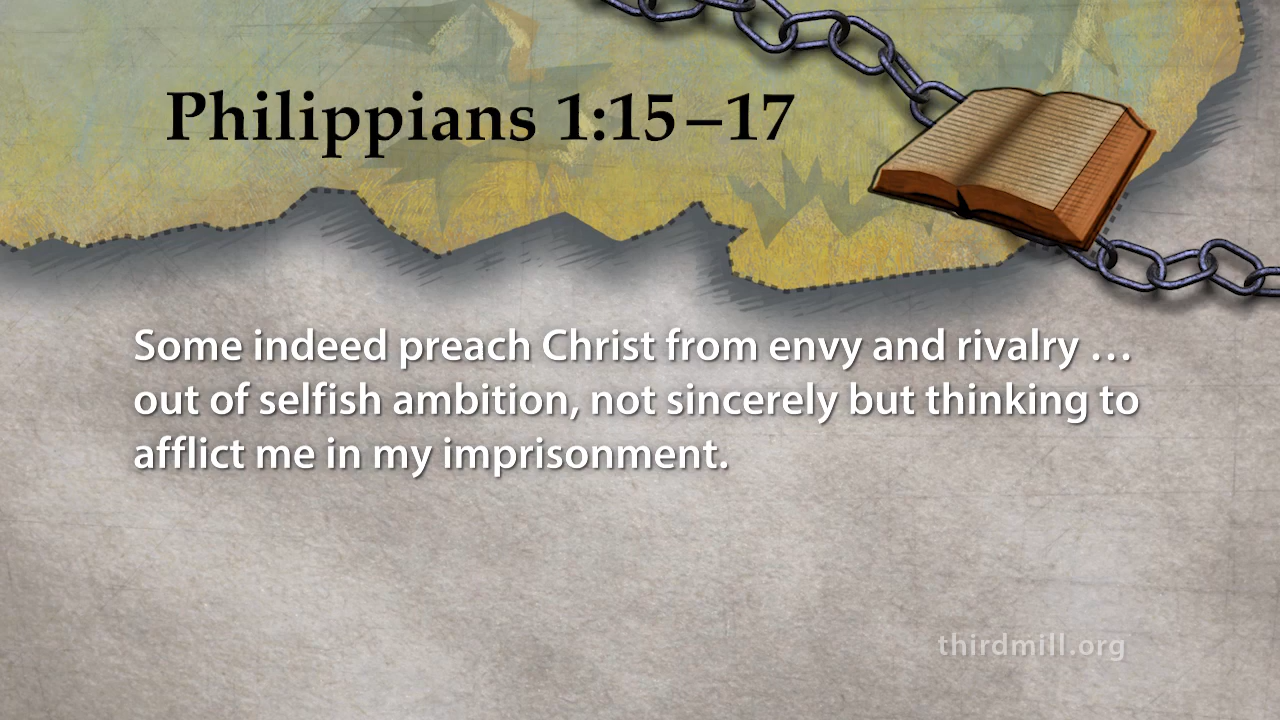 Philippians 1:15–17
Some indeed preach Christ from envy and rivalry …
out of selfish ambition, not sincerely but thinking to
afflict me in my imprisonment.
thirdmill.org